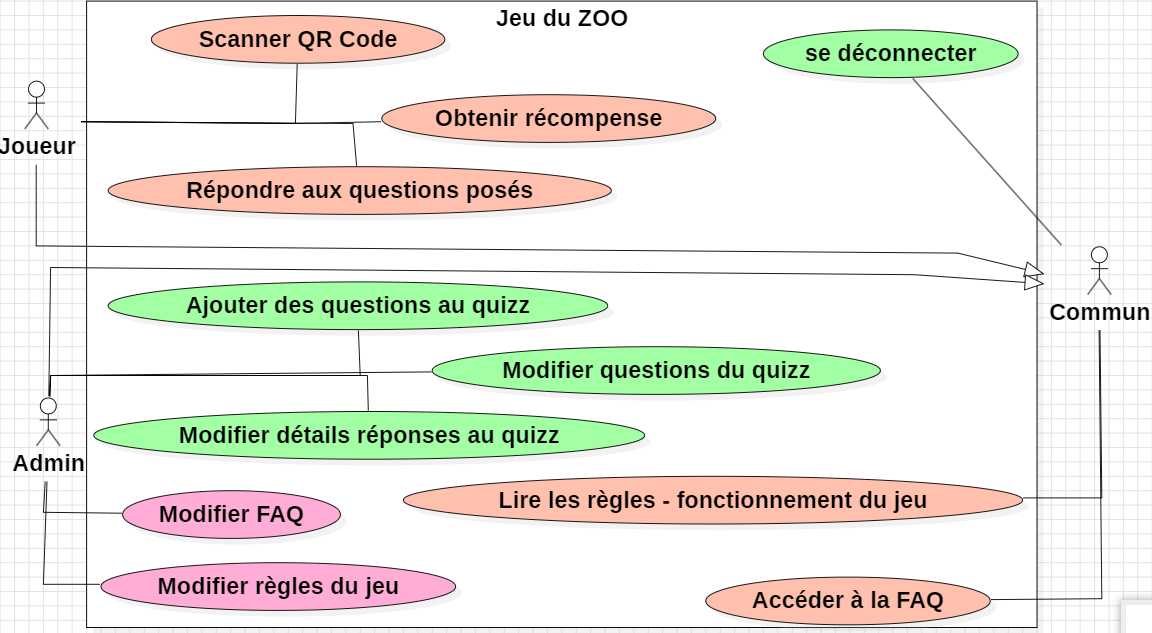 Jeu du ZOO
Scanner QR Code
se déconnecter
Obtenir récompense
Joueur
Répondre aux questions posés
Ajouter des questions au quizz
Commun
Modifier questions du quizz
Modifier détails réponses au quizz
Admin
Lire les règles - fonctionnement du jeu
Modifier FAQ
Modifier règles du jeu
Accéder à la FAQ